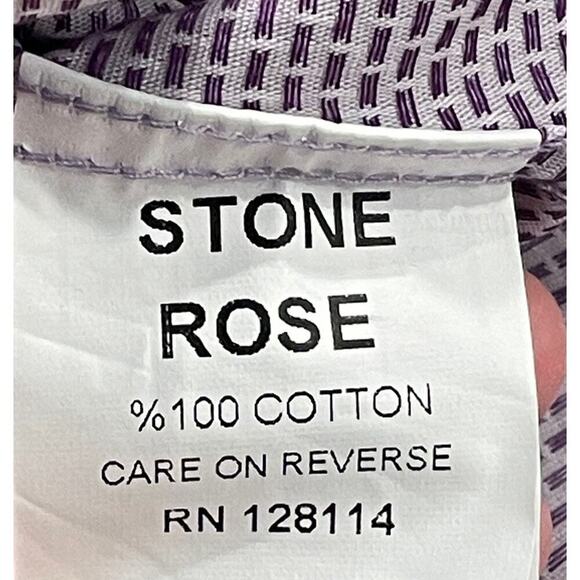 STONE
ROSE
%100 COTTON
CARE ON REVERSE
RN 128114